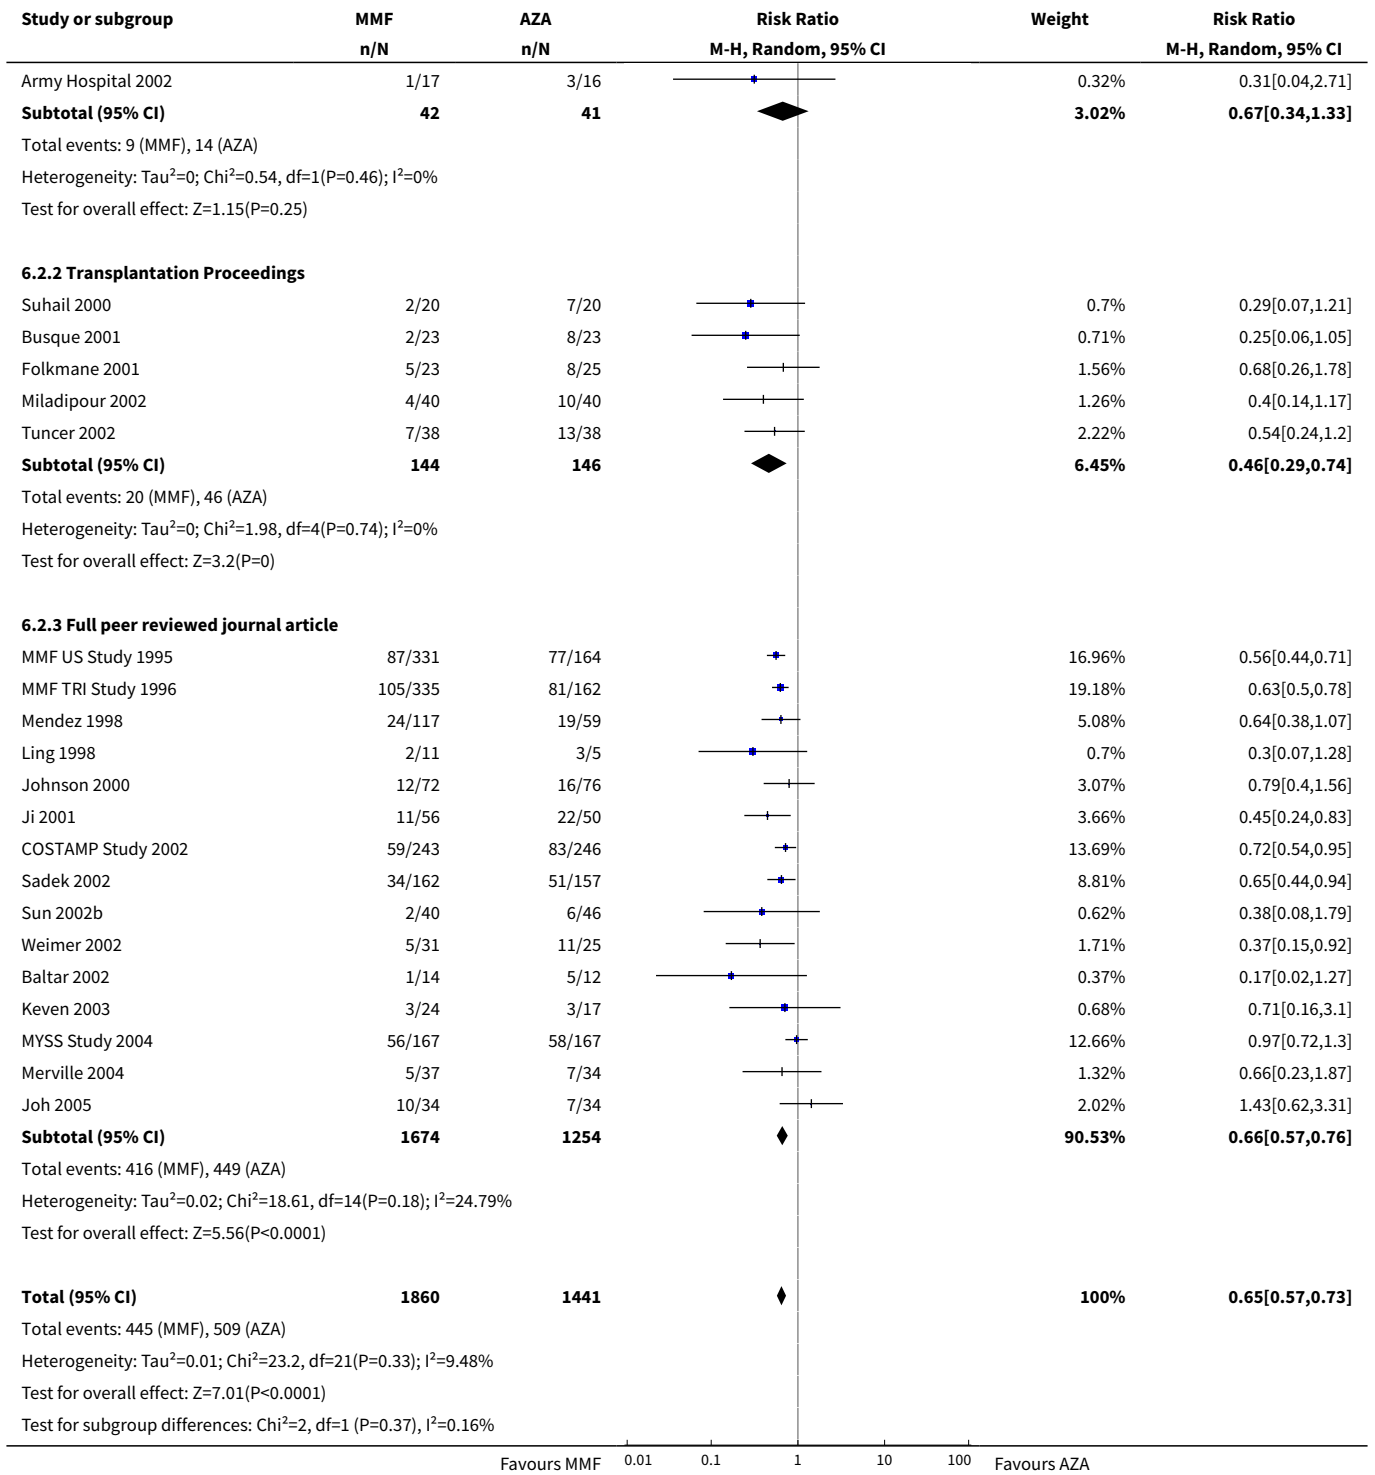 Study or subgroup MMF AZA Risk Ratio Weight Risk Ratio
n/N n/N M-H, Random, 95% CI M-H, Random, 95% CI
Army Hospital 2002 1/17 3/16 0.32% 0.31[0.04,2.71]
Subtotal (95% CI) 42 41 3.02% 0.67[0.34,1.33]
Total events: 9 (MMF), 14 (AZA)
Heterogeneity: Tau²=0; Chi²=0.54, df=1(P=0.46); I²=0%
Test for overall effect: Z=1.15(P=0.25)
6.2.2 Transplantation Proceedings
Suhail 2000 2/20 7/20 0.7% 0.29[0.07,1.21]
Busque 2001 2/23 8/23 0.71% 0.25[0.06,1.05]
Folkmane 2001 5/23 8/25 1.56% 0.68[0.26,1.78]
Miladipour 2002 4/40 10/40 1.26% 0.4[0.14,1.17]
Tuncer 2002 7/38 13/38 2.22% 0.54[0.24,1.2]
Subtotal (95% CI) 144 146 6.45% 0.46[0.29,0.74]
Total events: 20 (MMF), 46 (AZA)
Heterogeneity: Tau²=0; Chi²=1.98, df=4(P=0.74); I²=0%
Test for overall effect: Z=3.2(P=0)
6.2.3 Full peer reviewed journal article
MMF US Study 1995 87/331 77/164 16.96% 0.56[0.44,0.71]
MMF TRI Study 1996 105/335 81/162 19.18% 0.63[0.5,0.78]
Mendez 1998 24/117 19/59 5.08% 0.64[0.38,1.07]
Ling 1998 2/11 3/5 0.7% 0.3[0.07,1.28]
Johnson 2000 12/72 16/76 3.07% 0.79[0.4,1.56]
Ji 2001 11/56 22/50 3.66% 0.45[0.24,0.83]
COSTAMP Study 2002 59/243 83/246 13.69% 0.72[0.54,0.95]
Sadek 2002 34/162 51/157 8.81% 0.65[0.44,0.94]
Sun 2002b 2/40 6/46 0.62% 0.38[0.08,1.79]
Weimer 2002 5/31 11/25 1.71% 0.37[0.15,0.92]
Baltar 2002 1/14 5/12 0.37% 0.17[0.02,1.27]
Keven 2003 3/24 3/17 0.68% 0.71[0.16,3.1]
MYSS Study 2004 56/167 58/167 12.66% 0.97[0.72,1.3]
Merville 2004 5/37 7/34 1.32% 0.66[0.23,1.87]
Joh 2005 10/34 7/34 2.02% 1.43[0.62,3.31]
Subtotal (95% CI) 1674 1254 90.53% 0.66[0.57,0.76]
Total events: 416 (MMF), 449 (AZA)
Heterogeneity: Tau²=0.02; Chi²=18.61, df=14(P=0.18); I²=24.79%
Test for overall effect: Z=5.56(P<0.0001)
Total (95% CI) 1860 1441 100% 0.65[0.57,0.73]
Total events: 445 (MMF), 509 (AZA)
Heterogeneity: Tau²=0.01; Chi²=23.2, df=21(P=0.33); I²=9.48%
Test for overall effect: Z=7.01(P<0.0001)
Test for subgroup differences: Chi²=2, df=1 (P=0.37), I²=0.16%
Favours MMF 0.01 0.1 1 10 100 Favours AZA